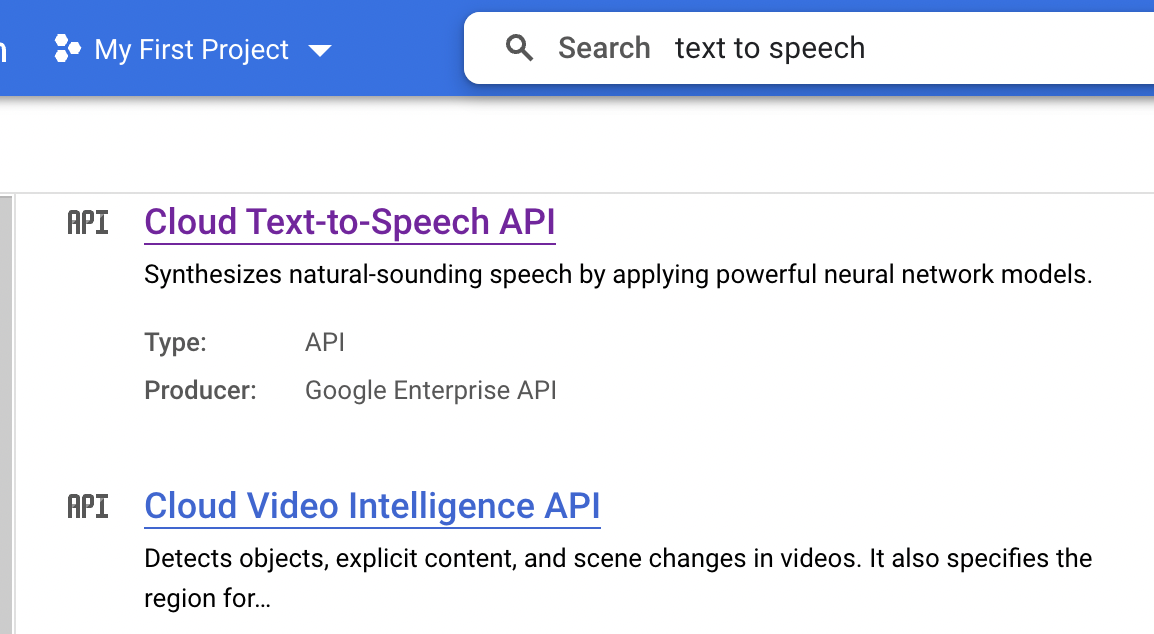 My First Project
Search text to speech
API Cloud Text-to-Speech API
Synthesizes natural-sounding speech by applying powerful neural network models.
Type: API
Producer: Google Enterprise API
API Cloud Video Intelligence API
Detects objects, explicit content, and scene changes in videos. It also specifies the
region for…